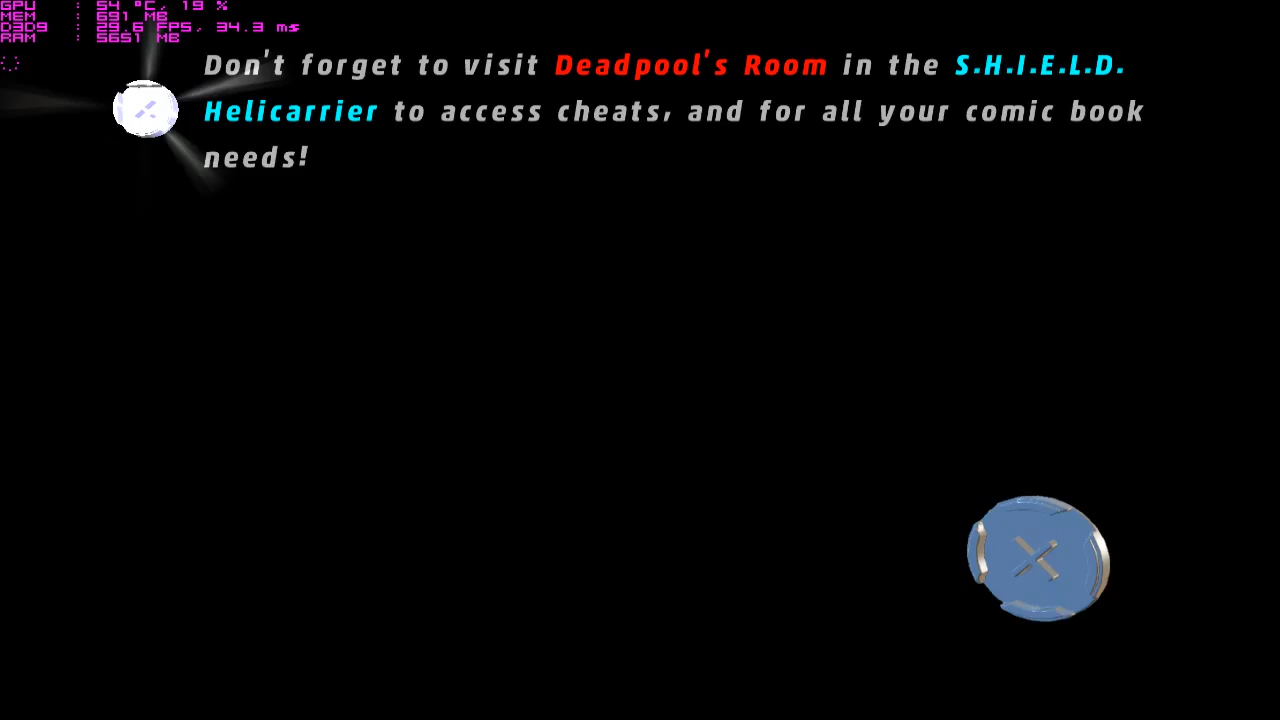 GPU : 54 °C, 19 %
MEM : 691 MB
D3D9 : 29.6 FPS, 34.3 ms
RAM : 5651 MB
Don't forget to visit Deadpool's Room in the S.H.I.E.L.D.
Helicarrier to access cheats, and for all your comic book
needs!